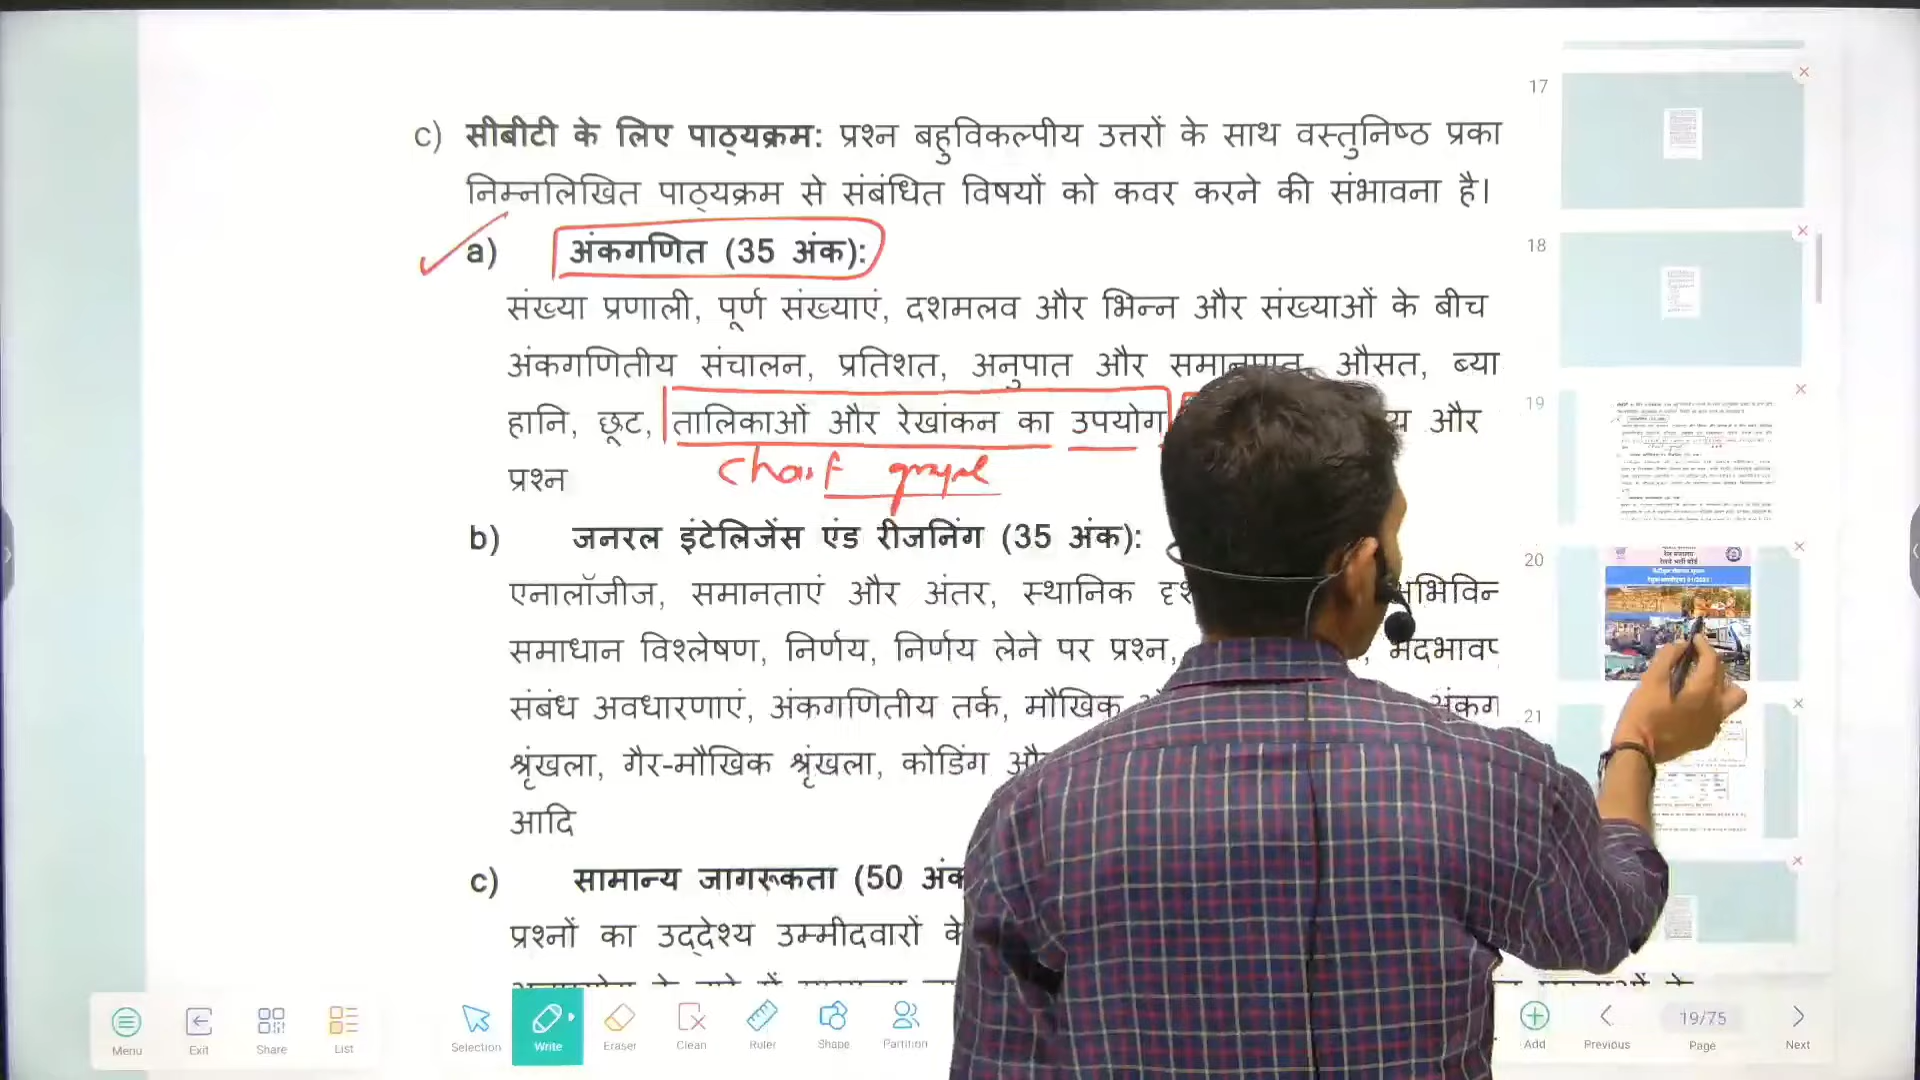 c) सीबीटी के लिए पाठ्यक्रम: प्रश्न बहुविकल्पीय उत्तरों के साथ वस्तुनिष्ठ प्रका
निम्नलिखित पाठ्यक्रम से संबंधित विषयों को कवर करने की संभावना है।
a) अंकगणित (35 अंक):
संख्या प्रणाली, पूर्ण संख्याएं, दशमलव और भिन्न और संख्याओं के बीच
अंकगणितीय संचालन, प्रतिशत, अनुपात और समानुपात, औसत, ब्या
हानि, छूट, तालिकाओं और रेखांकन का उपयोग और
chart graph
प्रश्न
b) जनरल इंटेलिजेंस एंड रीजनिंग (35 अंक):
एनालॉजीज, समानताएं और अंतर, स्थानिक
समाधान विश्लेषण, निर्णय, निर्णय लेने पर प्रश्न,
संबंध अवधारणाएं, अंकगणितीय तर्क, मौखिक
श्रृंखला, गैर-मौखिक श्रृंखला, कोडिंग
आदि
c) सामान्य जागरूकता (50 अंक
प्रश्नों का उद्देश्य उम्मीदवारों के
17
18
19
20
21
Menu Exit Share List Selection Write Eraser Clean Ruler Shape Partition Add Previous 19/75 Page Next